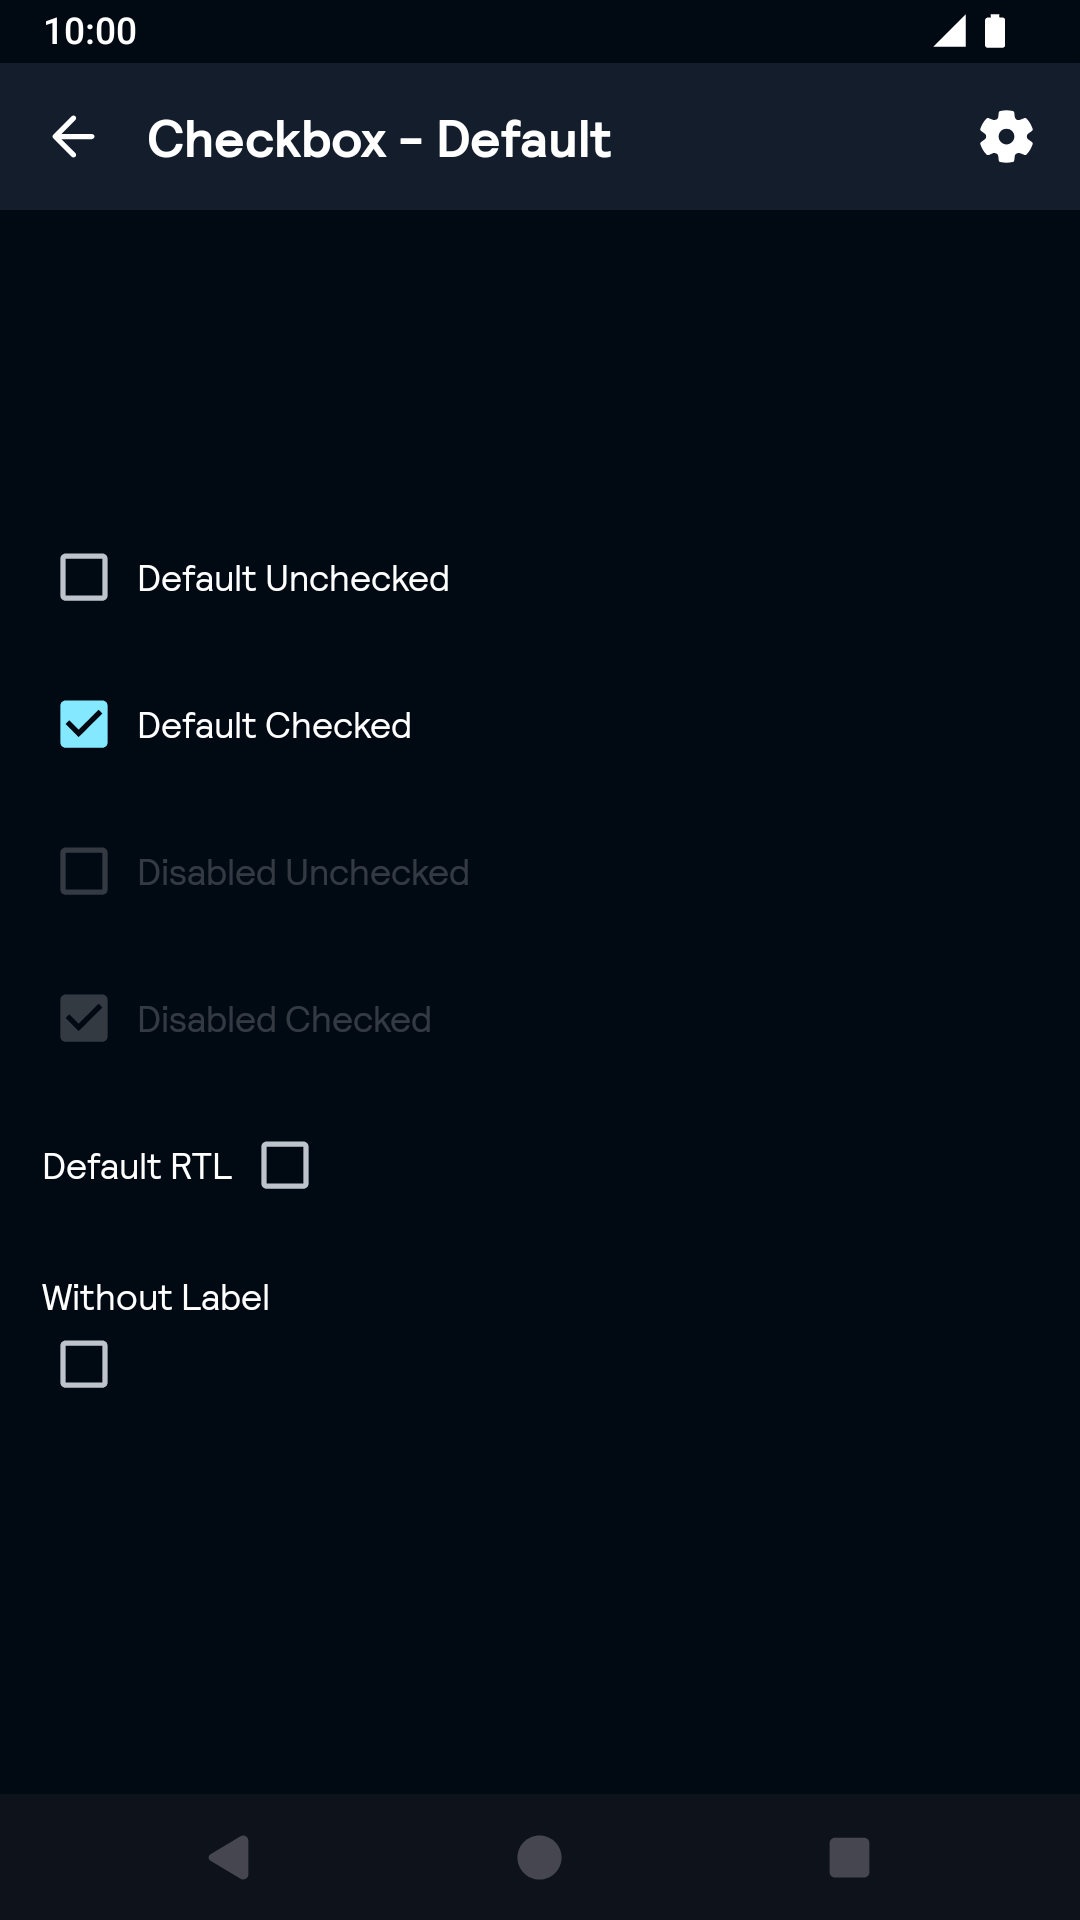 10:00
Checkbox - Default
Default Unchecked
Default Checked
Disabled Unchecked
Disabled Checked
Default RTL
Without Label